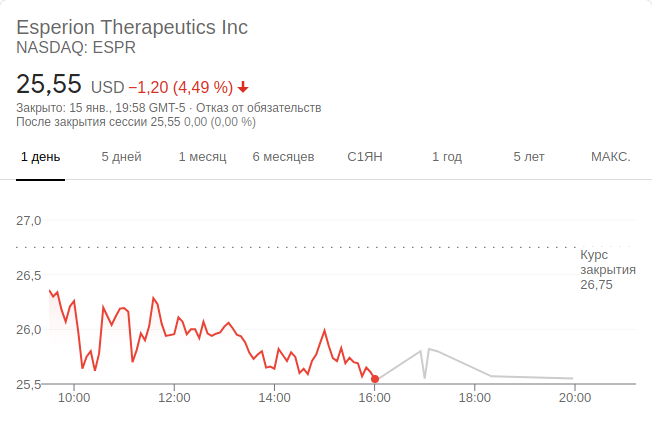 Esperion Therapeutics Inc
NASDAQ: ESPR
25,55 USD −1,20 (4,49 %)
Закрыто: 15 янв., 19:58 GMT-5 · Отказ от обязательств
После закрытия сессии 25,55 0,00 (0,00 %)
1 день 5 дней 1 месяц 6 месяцев С1ЯН 1 год 5 лет МАКС.
27,0
Курс
закрытия
26,75
26,5
26,0
25,5
10:00 12:00 14:00 16:00 18:00 20:00